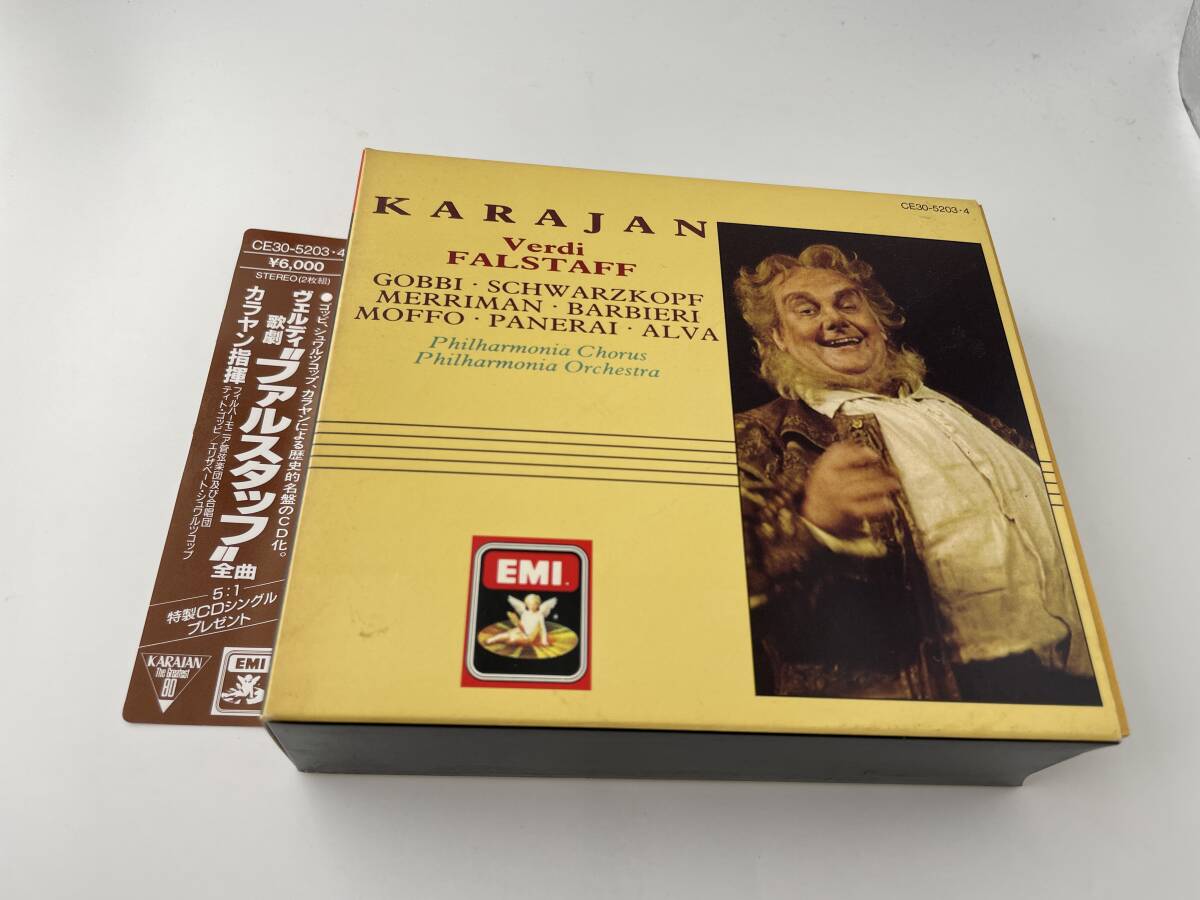 CE30-5203・4
KARAJAN
Verdi
FALSTAFF
GOBBI・SCHWARZKOPF
MERRIMAN・BARBIERI
MOFFO・PANERAI・ALVA
Philharmonia Chorus
Philharmonia Orchestra
EMI
CE30-5203・4
¥6,000
STEREO(2枚組)
●ゴッビ、シュワルツコップ、カラヤンによる歴史的名盤のCD化。
ヴェルディ
歌劇
"ファルスタッフ"
全曲
カラヤン指揮
フィルハーモニア管弦楽団及び合唱団
ティト・ゴッビ/エリザベート・シュワルツコップ
5:1
特製CDシングル
プレゼント
KARAJAN
The Greatest
80
EMI